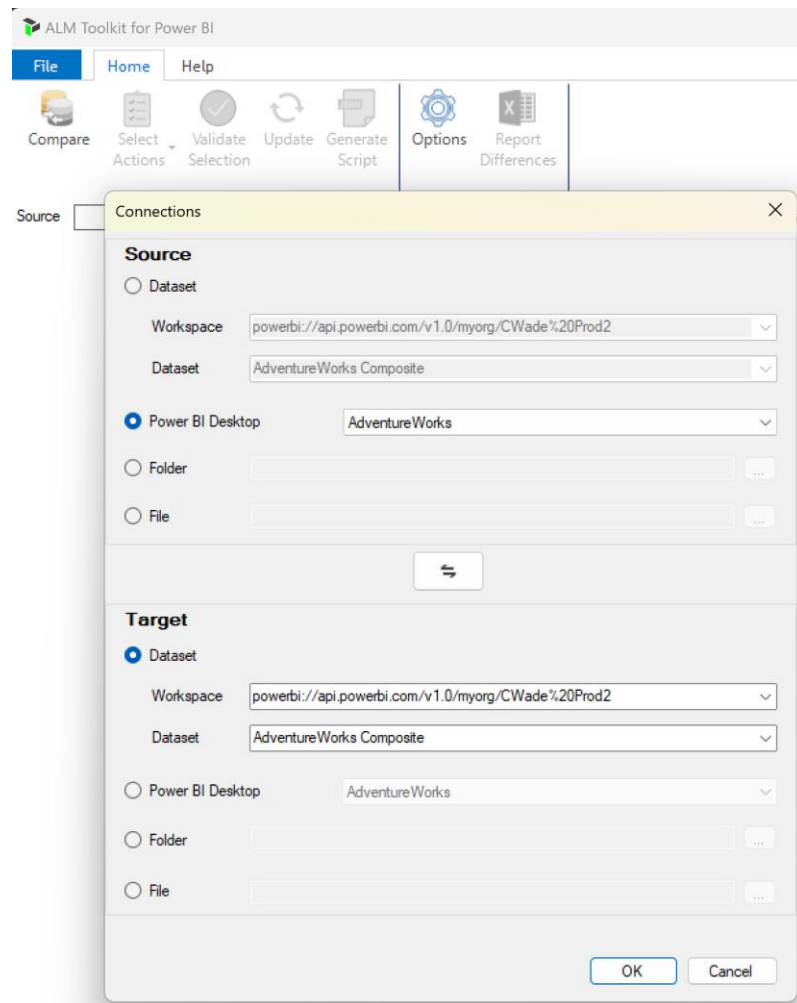 ALM Toolkit for Power BI
File Home Help
Compare Select Actions Validate Selection Update Generate Script Options Report Differences
Source
Connections
Source
Dataset
Workspace powerbi://api.powerbi.com/v1.0/myorg/CWade%20Prod2
Dataset AdventureWorks Composite
Power BI Desktop AdventureWorks
Folder ...
File ...
Target
Dataset
Workspace powerbi://api.powerbi.com/v1.0/myorg/CWade%20Prod2
Dataset AdventureWorks Composite
Power BI Desktop AdventureWorks
Folder ...
File ...
OK Cancel